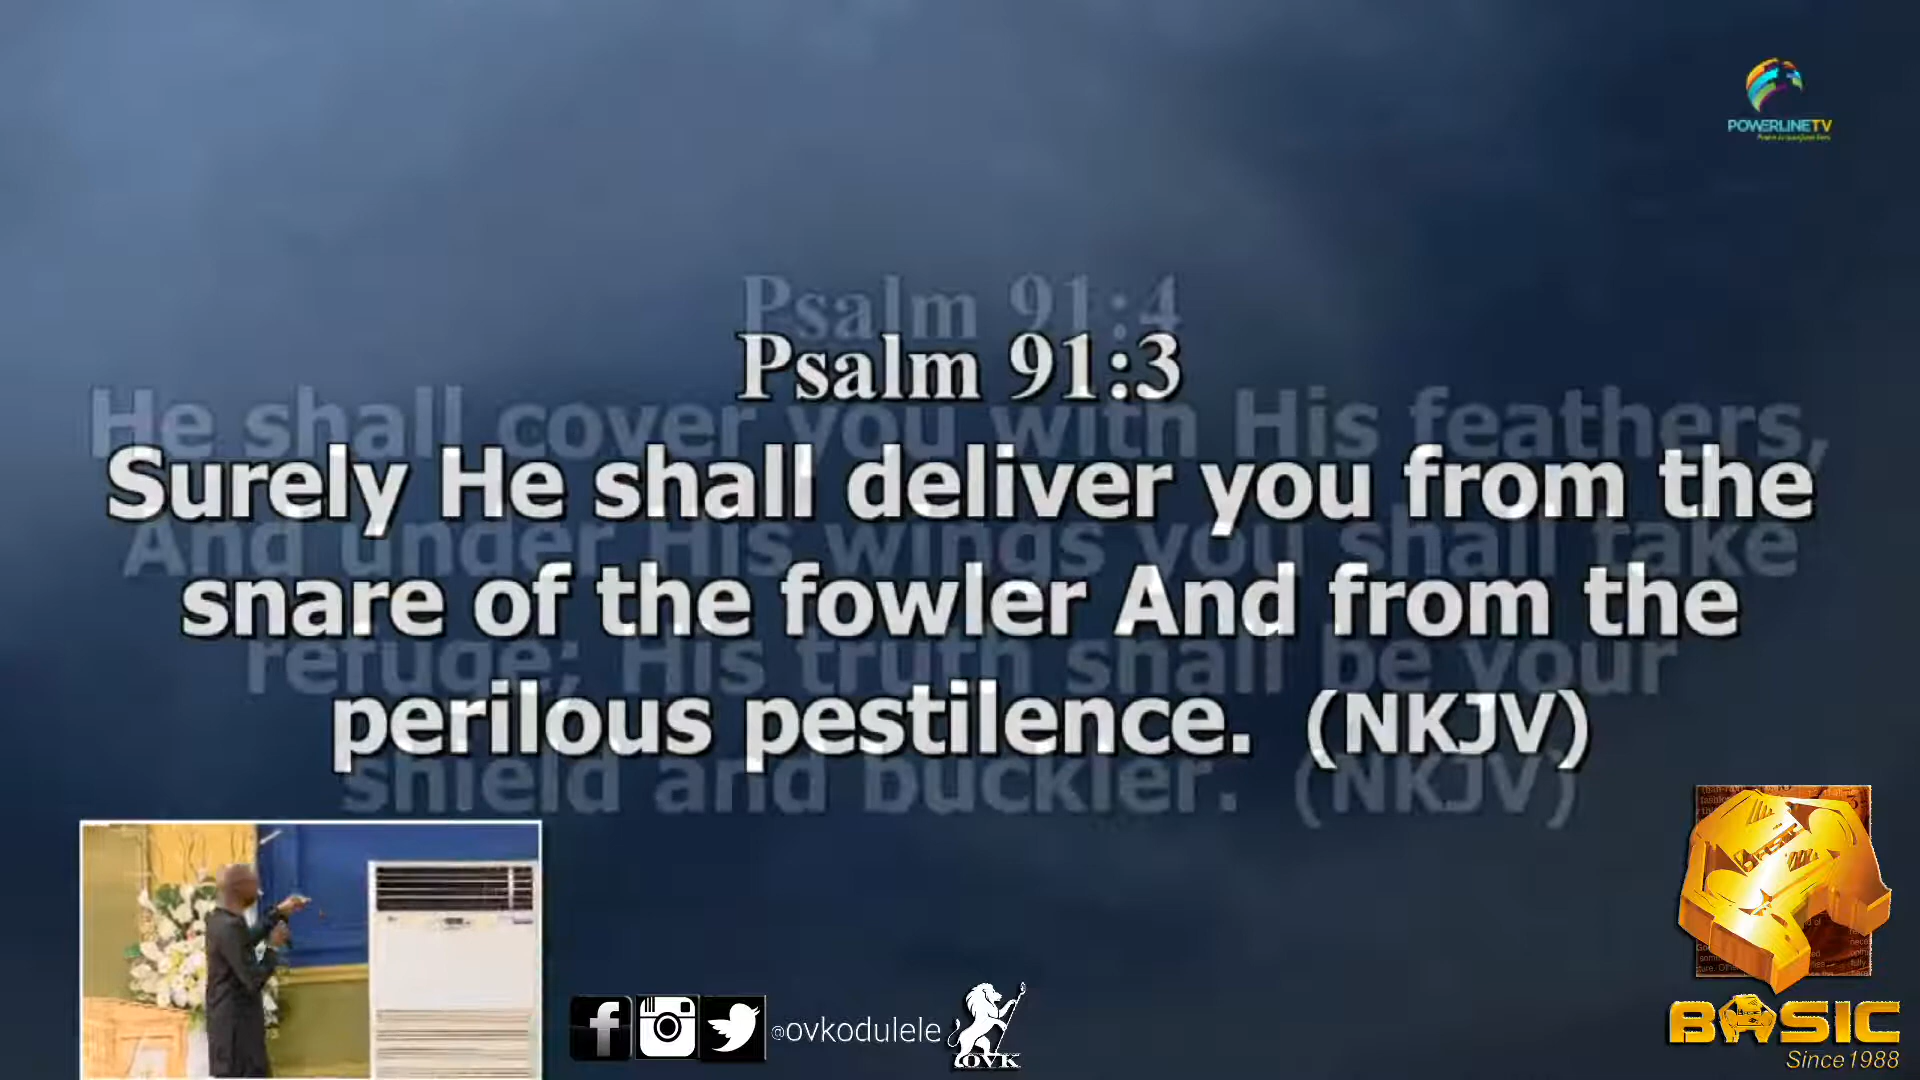 POWERLINETV
Psalm 91:4
Psalm 91:3
He shall cover you with His feathers,
Surely He shall deliver you from the
And under His wings you shall take
snare of the fowler And from the
refuge; His truth shall be your
perilous pestilence. (NKJV)
shield and buckler. (NKJV)
@ovkodulele
OVK
BASIC
Since 1988